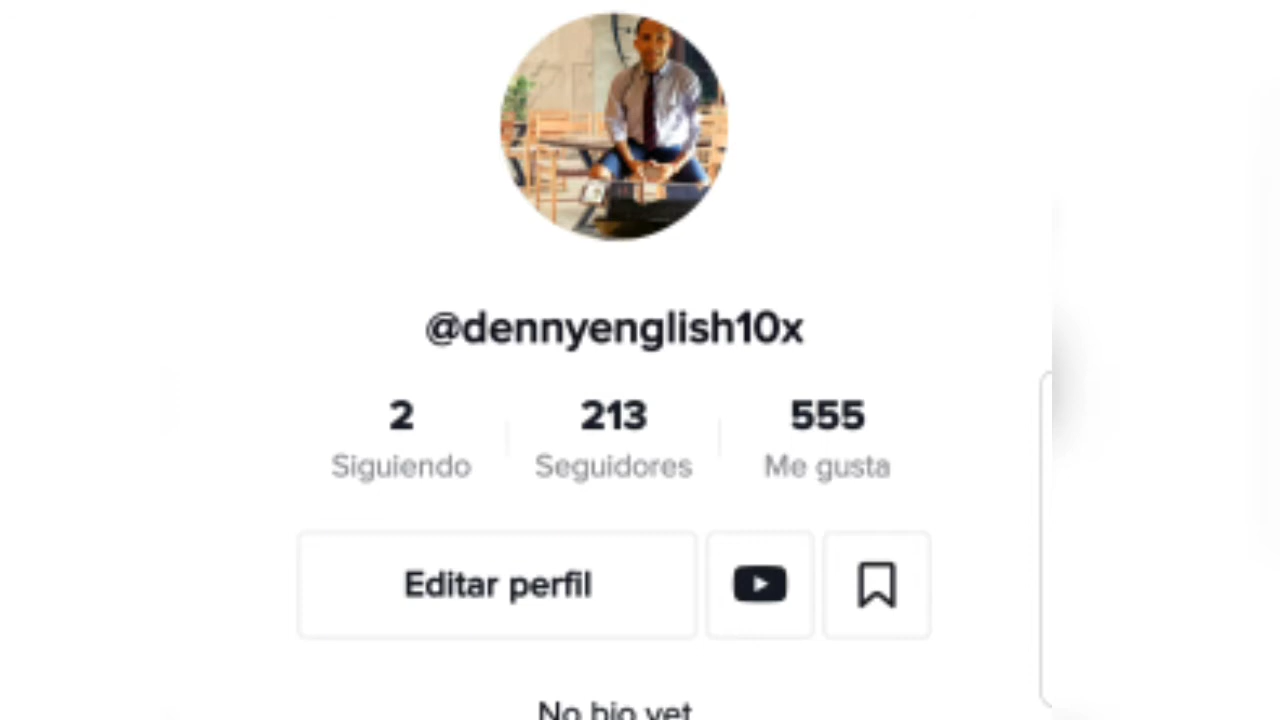 @dennyenglish10x
2 213 555
Siguiendo Seguidores Me gusta
Editar perfil
No bio yet